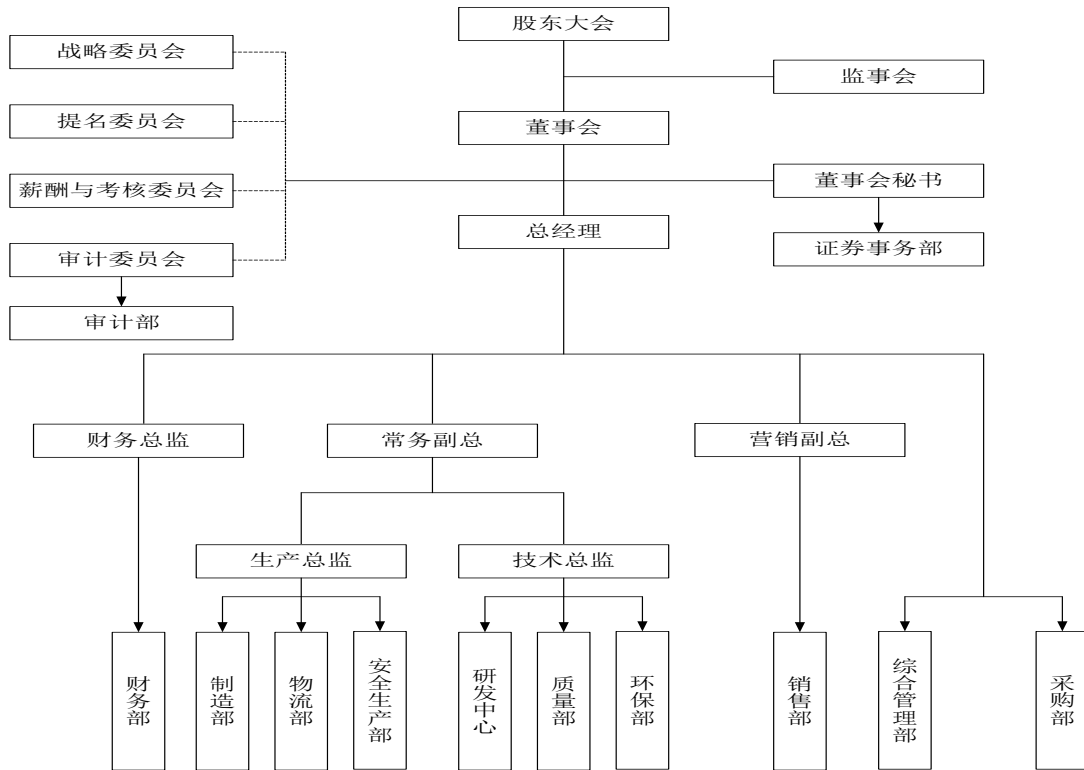 股东大会
战略委员会
监事会
提名委员会
董事会
薪酬与考核委员会
董事会秘书
总经理
审计委员会
证券事务部
审计部
财务总监
常务副总
营销副总
生产总监
技术总监
财务部
制造部
物流部
安全生产部
研发中心
质量部
环保部
销售部
综合管理部
采购部